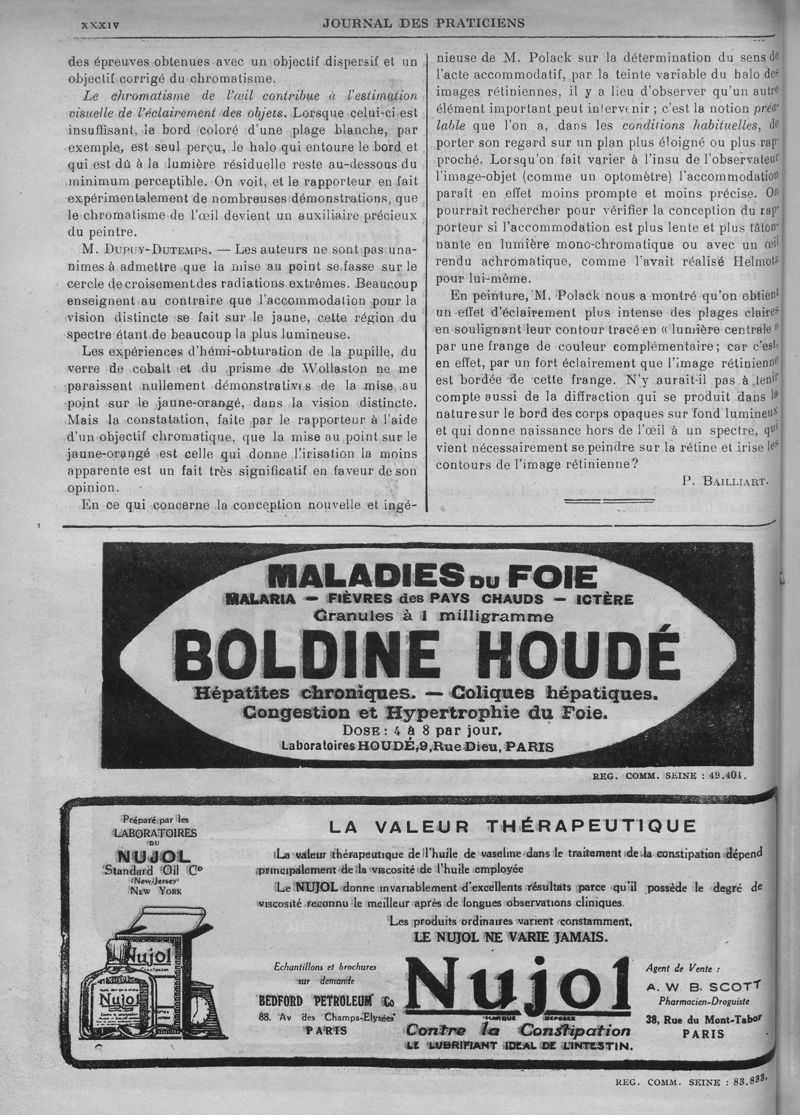 XXXIV
JOURNAL DES PRATICIENS
des épreuves obtenues avec un objectif dispersif et un
objectif corrigé du chromatisme.
Le chromatisme de l'œil contribue à l'estimation
visuelle de l'éclairement des objets. Lorsque celui-ci est
insuffisant, le bord coloré d'une plage blanche, par
exemple, est seul perçu, le halo qui entoure le bord et
qui est dû à la lumière résiduelle reste au-dessous du
minimum perceptible. On voit, et le rapporteur en fait
expérimentalement de nombreuses démonstrations, que
le chromatisme de l'œil devient un auxiliaire précieux
du peintre.
M. DUPUY-DUTEMPS. — Les auteurs ne sont pas una-
nimes à admettre que la mise au point se fasse sur le
cercle de croisement des radiations extrêmes. Beaucoup
enseignent au contraire que l'accommodation pour la
vision distincte se fait sur le jaune, cette région du
spectre étant de beaucoup la plus lumineuse.
Les expériences d'hémi-obturation de la pupille, du
verre de cobalt et du prisme de Wollaston ne me
paraissent nullement démonstratives de la mise au
point sur le jaune-orangé, dans la vision distincte.
Mais la constatation, faite par le rapporteur à l'aide
d'un objectif chromatique, que la mise au point sur le
jaune-orangé est celle qui donne l'irisation la moins
apparente est un fait très significatif en faveur de son
opinion.
En ce qui concerne la conception nouvelle et ingé-
nieuse de M. Polack sur la détermination du sens de
l'acte accommodatif, par la teinte variable du halo des
images rétiniennes, il y a lieu d'observer qu'un autre
élément important peut intervenir ; c'est la notion préa-
lable que l'on a, dans les conditions habituelles, de
porter son regard sur un plan plus éloigné ou plus rap
proché. Lorsqu'on fait varier à l'insu de l'observateur
l'image-objet (comme un optomètre) l'accommodation
paraît en effet moins prompte et moins précise. On
pourrait rechercher pour vérifier la conception du rap
porteur si l'accommodation est plus lente et plus tâton-
nante en lumière mono-chromatique ou avec un œil
rendu achromatique, comme l'avait réalisé Helmotz
pour lui-même.
En peinture, M. Polack nous a montré qu'on obtient
un effet d'éclairement plus intense des plages claires
en soulignant leur contour tracé en « lumière centrale »
par une frange de couleur complémentaire ; car c'est,
en effet, par un fort éclairement que l'image rétinienne
est bordée de cette frange. N'y aurait-il pas à tenir
compte aussi de la diffraction qui se produit dans la
nature sur le bord des corps opaques sur fond lumineux
et qui donne naissance hors de l'œil à un spectre, qui
vient nécessairement se peindre sur la rétine et irise les
contours de l'image rétinienne ?
P. BAILLIART.
MALADIES DU FOIE
MALARIA — FIÈVRES des PAYS CHAUDS — ICTÈRE
Granules à 1 milligramme
BOLDINE HOUDÉ
Hépatites chroniques. — Coliques hépatiques.
Congestion et Hypertrophie du Foie.
DOSE : 4 à 8 par jour.
Laboratoires HOUDÉ, 9, Rue Dieu, PARIS
REG. COMM. SEINE : 49.404.
Préparé par les
LABORATOIRES
DU
NUJOL
Standard Oil Co
(New Jersey)
NEW YORK
Nujol
Nujol
LA VALEUR THÉRAPEUTIQUE
La valeur thérapeutique de l'huile de vaseline dans le traitement de la constipation dépend
principalement de la viscosité de l'huile employée
Le NUJOL donne invariablement d'excellents résultats parce qu'il possède le degré de
viscosité reconnu le meilleur après de longues observations cliniques.
Les produits ordinaires varient constamment,
LE NUJOL NE VARIE JAMAIS.
Echantillons et brochures
sur demande
BEDFORD PETROLEUM Co
88. Av des Champs-Elysées
PARIS
Nujol
MARQUE DÉPOSÉE
Contre la Constipation
LE LUBRIFIANT IDEAL DE L'INTESTIN.
Agent de Vente :
A. W. B. SCOTT
Pharmacien-Droguiste
38, Rue du Mont-Tabor
PARIS
REG. COMM. SEINE : 83.883.